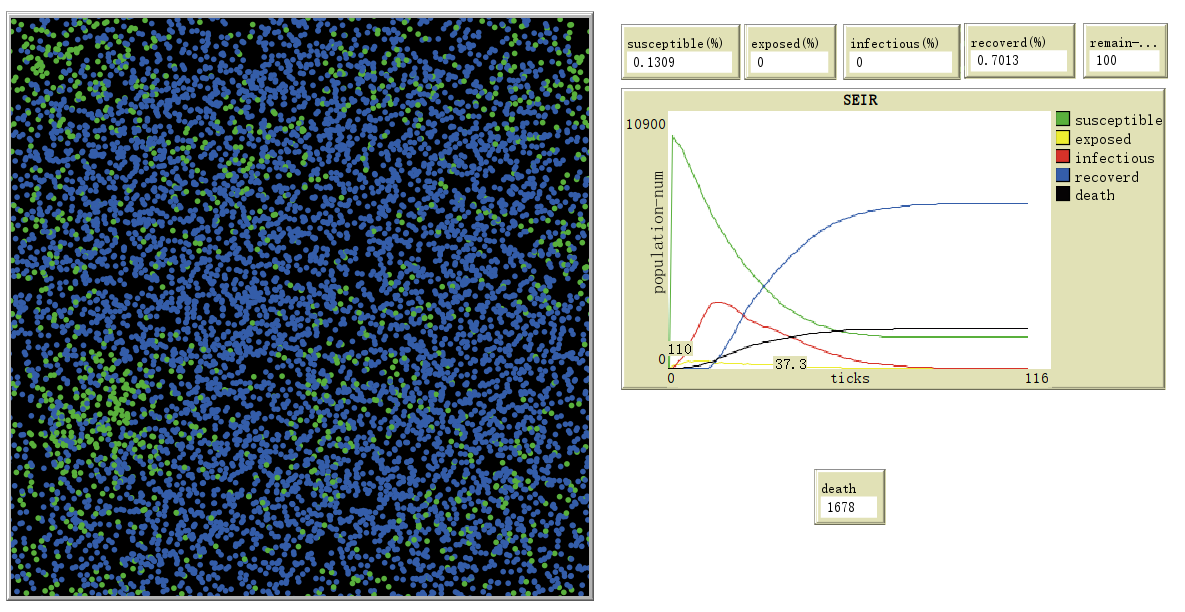 susceptible(%)
0.1309
exposed(%)
0
infectious(%)
0
recoverd(%)
0.7013
remain-...
100
SEIR
10900
population-num
0
110
37.3
0
ticks
116
susceptible
exposed
infectious
recoverd
death
death
1678